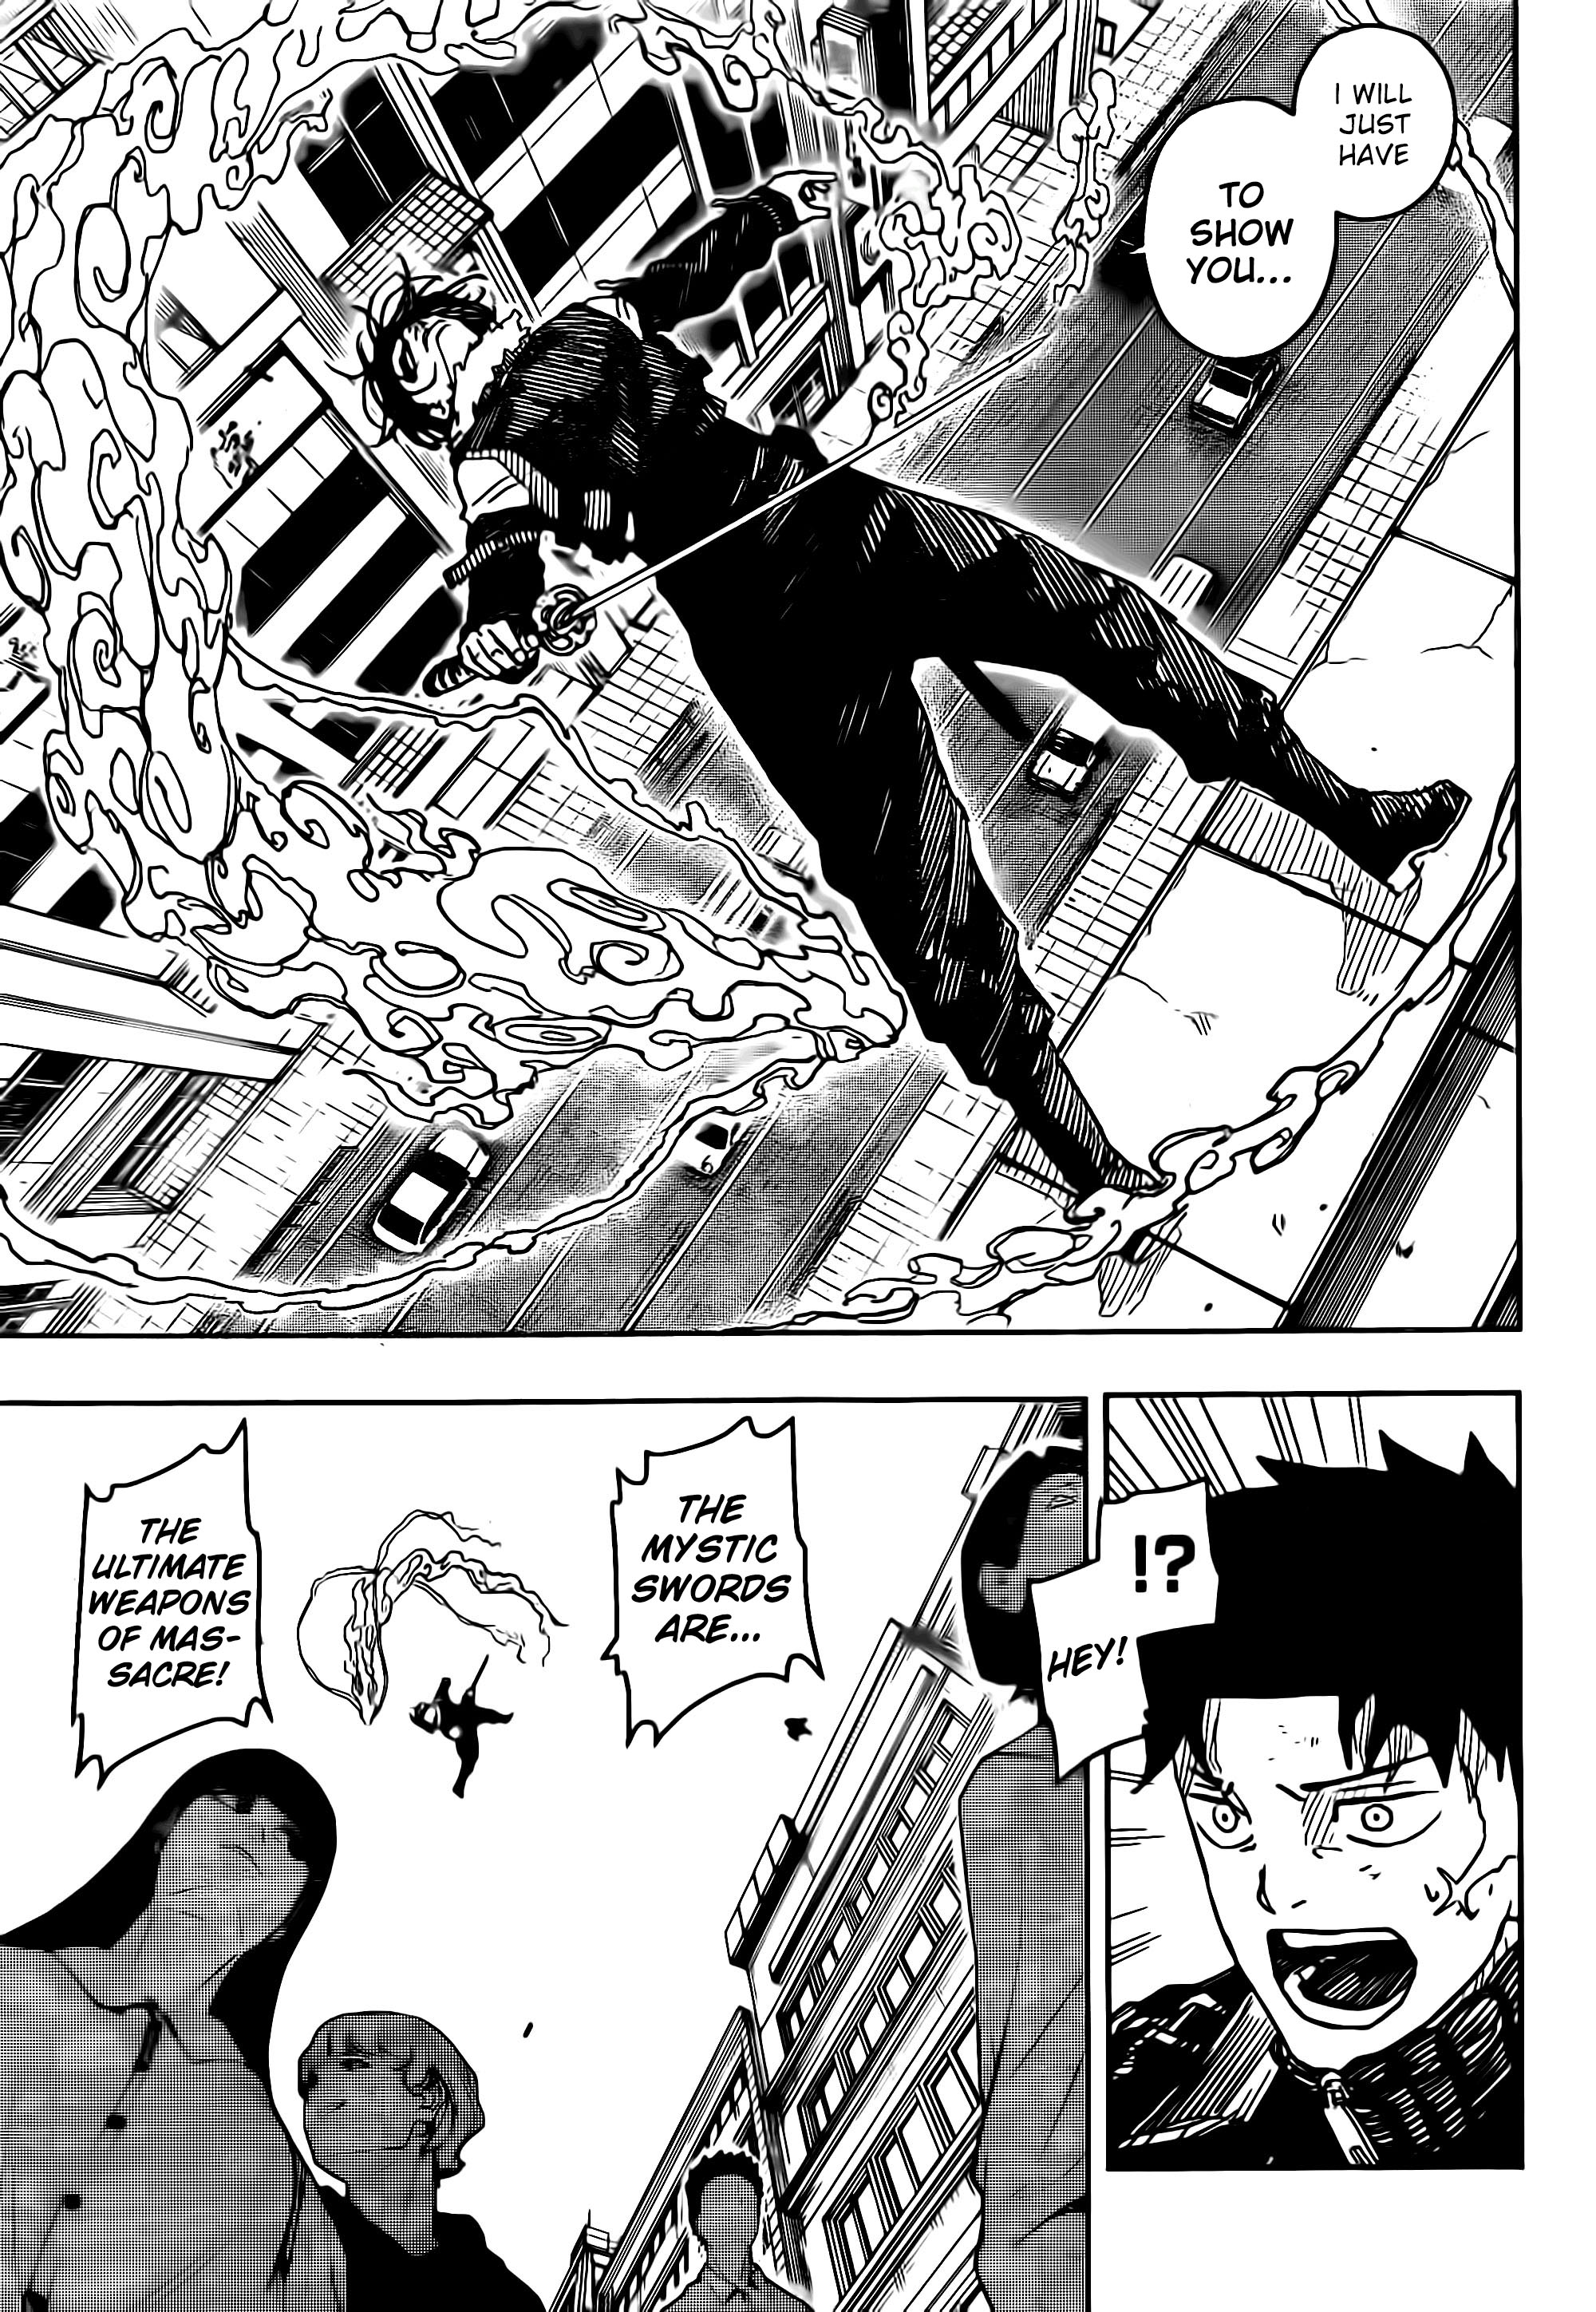 I WILL
JUST
HAVE
TO
SHOW
YOU...
!?
HEY!
THE
MYSTIC
SWORDS
ARE...
THE
ULTIMATE
WEAPONS
OF MAS-
SACRE!